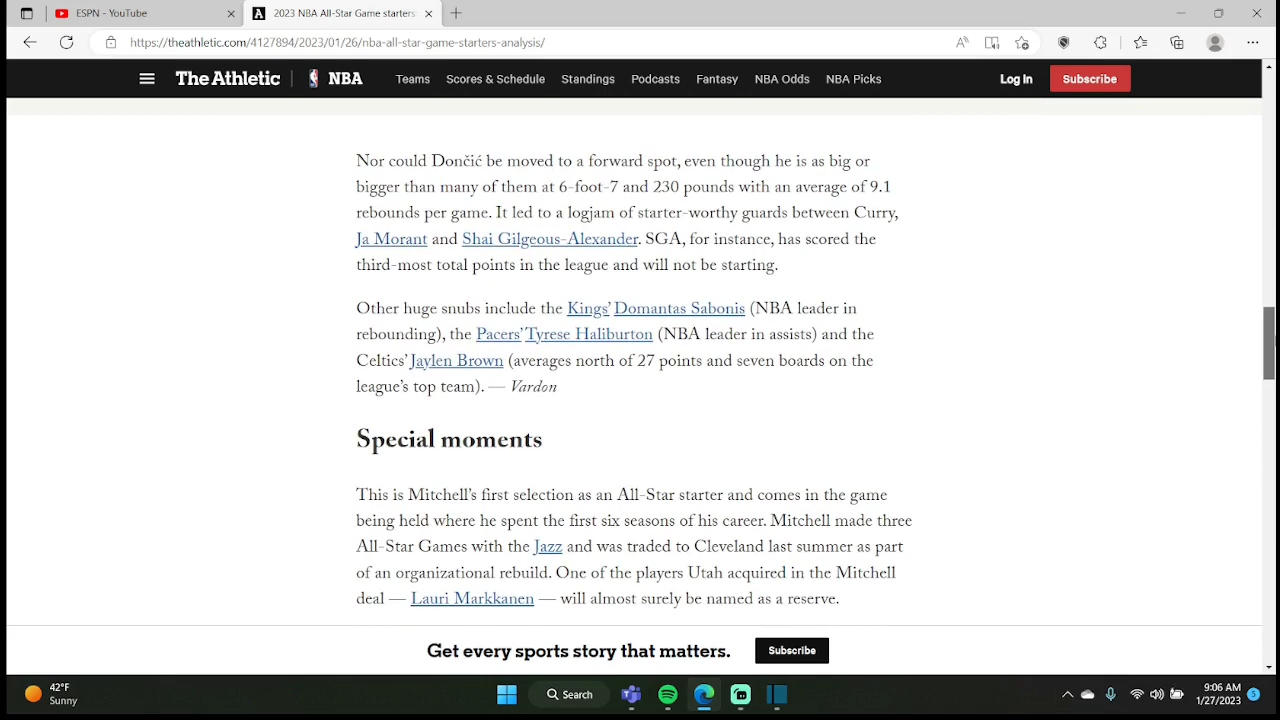 ESPN - YouTube
2023 NBA All-Star Game starters
https://theathletic.com/4127894/2023/01/26/nba-all-star-game-starters-analysis/
The Athletic
NBA
Teams
Scores & Schedule
Standings
Podcasts
Fantasy
NBA Odds
NBA Picks
Log In
Subscribe
Nor could Dončić be moved to a forward spot, even though he is as big or
bigger than many of them at 6-foot-7 and 230 pounds with an average of 9.1
rebounds per game. It led to a logjam of starter-worthy guards between Curry,
Ja Morant and Shai Gilgeous-Alexander. SGA, for instance, has scored the
third-most total points in the league and will not be starting.
Other huge snubs include the Kings' Domantas Sabonis (NBA leader in
rebounding), the Pacers' Tyrese Haliburton (NBA leader in assists) and the
Celtics' Jaylen Brown (averages north of 27 points and seven boards on the
league's top team). — Vardon
Special moments
This is Mitchell's first selection as an All-Star starter and comes in the game
being held where he spent the first six seasons of his career. Mitchell made three
All-Star Games with the Jazz and was traded to Cleveland last summer as part
of an organizational rebuild. One of the players Utah acquired in the Mitchell
deal — Lauri Markkanen — will almost surely be named as a reserve.
Get every sports story that matters.
Subscribe
42°F
Sunny
Search
9:06 AM
1/27/2023
5